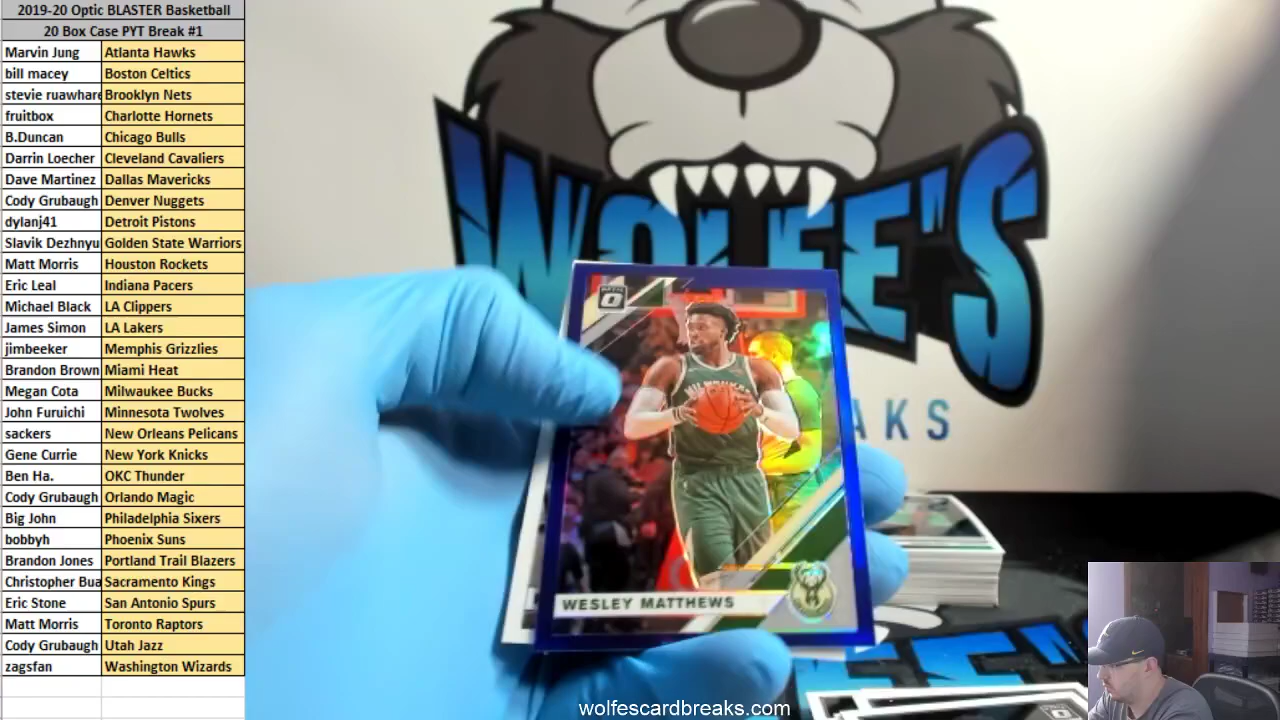 2019-20 Optic BLASTER Basketball
20 Box Case PYT Break #1
Marvin Jung Atlanta Hawks
bill macey Boston Celtics
stevie ruawhare Brooklyn Nets
fruitbox Charlotte Hornets
B.Duncan Chicago Bulls
Darrin Loecher Cleveland Cavaliers
Dave Martinez Dallas Mavericks
Cody Grubaugh Denver Nuggets
dylanj41 Detroit Pistons
Slavik Dezhnyu Golden State Warriors
Matt Morris Houston Rockets
Eric Leal Indiana Pacers
Michael Black LA Clippers
James Simon LA Lakers
jimbeeker Memphis Grizzlies
Brandon Brown Miami Heat
Megan Cota Milwaukee Bucks
John Furuichi Minnesota Twolves
sackers New Orleans Pelicans
Gene Currie New York Knicks
Ben Ha. OKC Thunder
Cody Grubaugh Orlando Magic
Big John Philadelphia Sixers
bobbyh Phoenix Suns
Brandon Jones Portland Trail Blazers
Christopher Bua Sacramento Kings
Eric Stone San Antonio Spurs
Matt Morris Toronto Raptors
Cody Grubaugh Utah Jazz
zagsfan Washington Wizards
WOLFE'S
AKS
WESLEY MATTHEWS
wolfescardbreaks.com